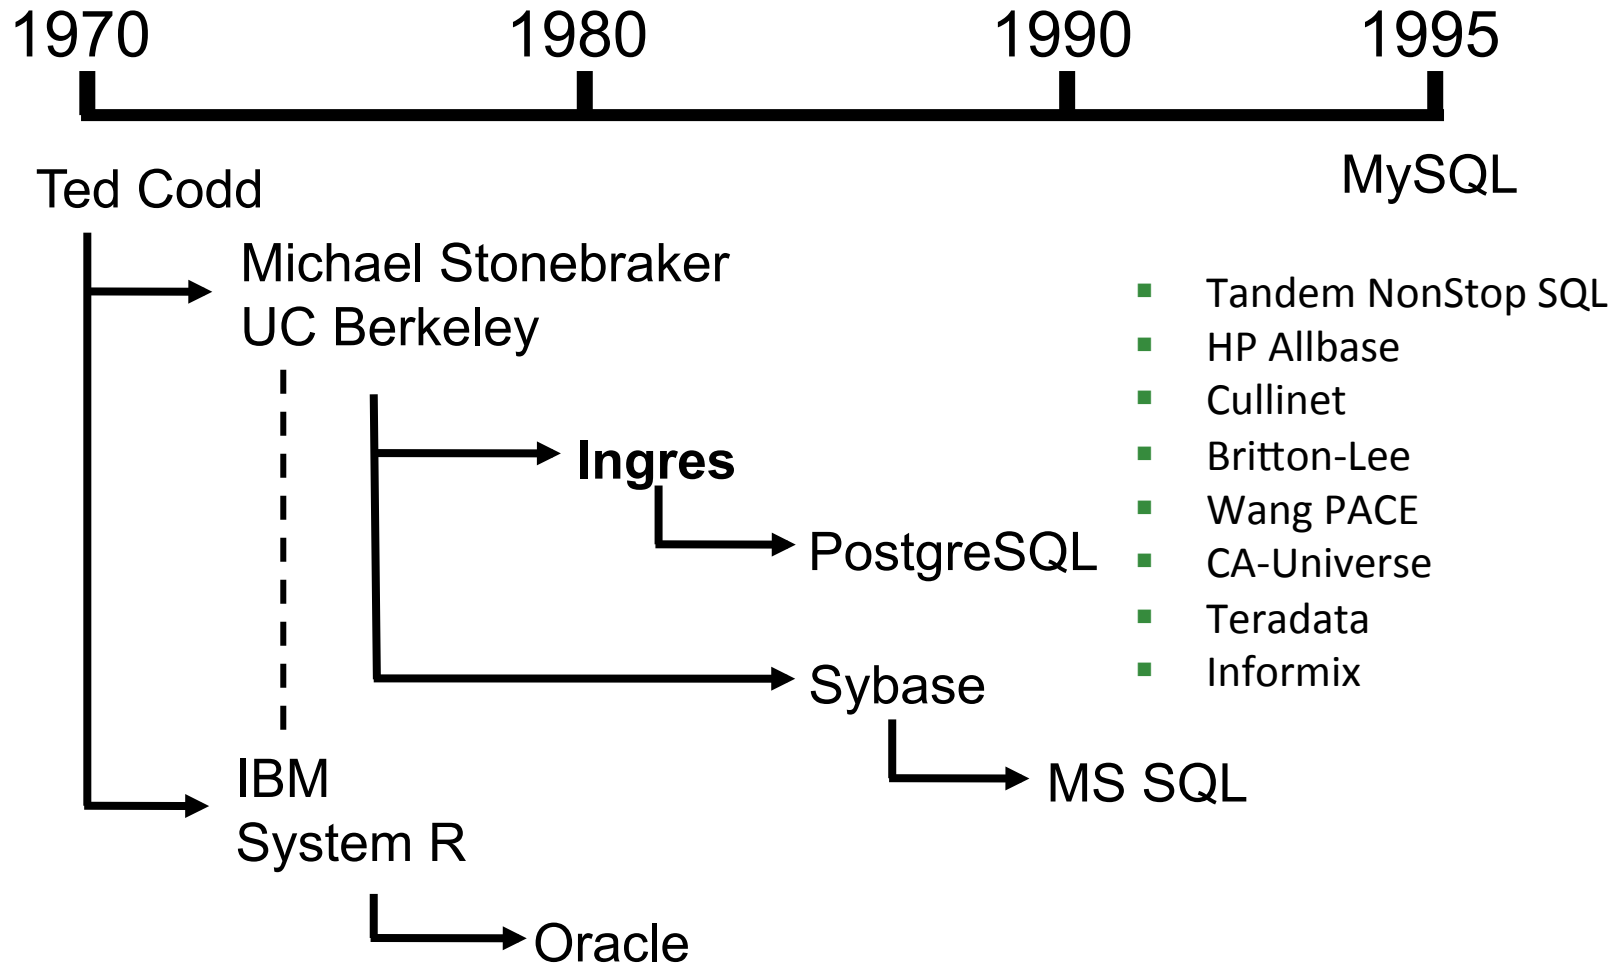 1970 1980 1990 1995
Ted Codd
MySQL
Michael Stonebraker
UC Berkeley
Ingres
PostgreSQL
Sybase
MS SQL
IBM
System R
Oracle
Tandem NonStop SQL
HP Allbase
Cullinet
Britton-Lee
Wang PACE
CA-Universe
Teradata
Informix